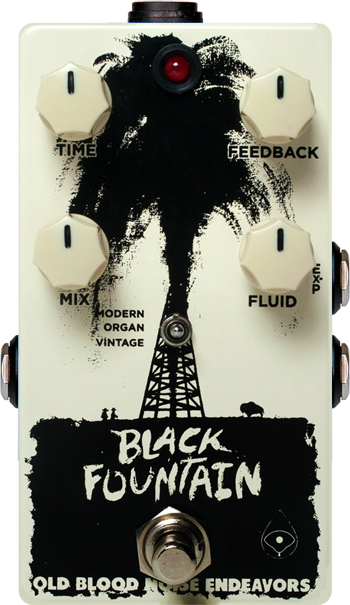 TIME
FEEDBACK
MIX
FLUID
EXP
MODERN
ORGAN
VINTAGE
BLACK
FOUNTAIN
OLD BLOOD NOISE ENDEAVORS